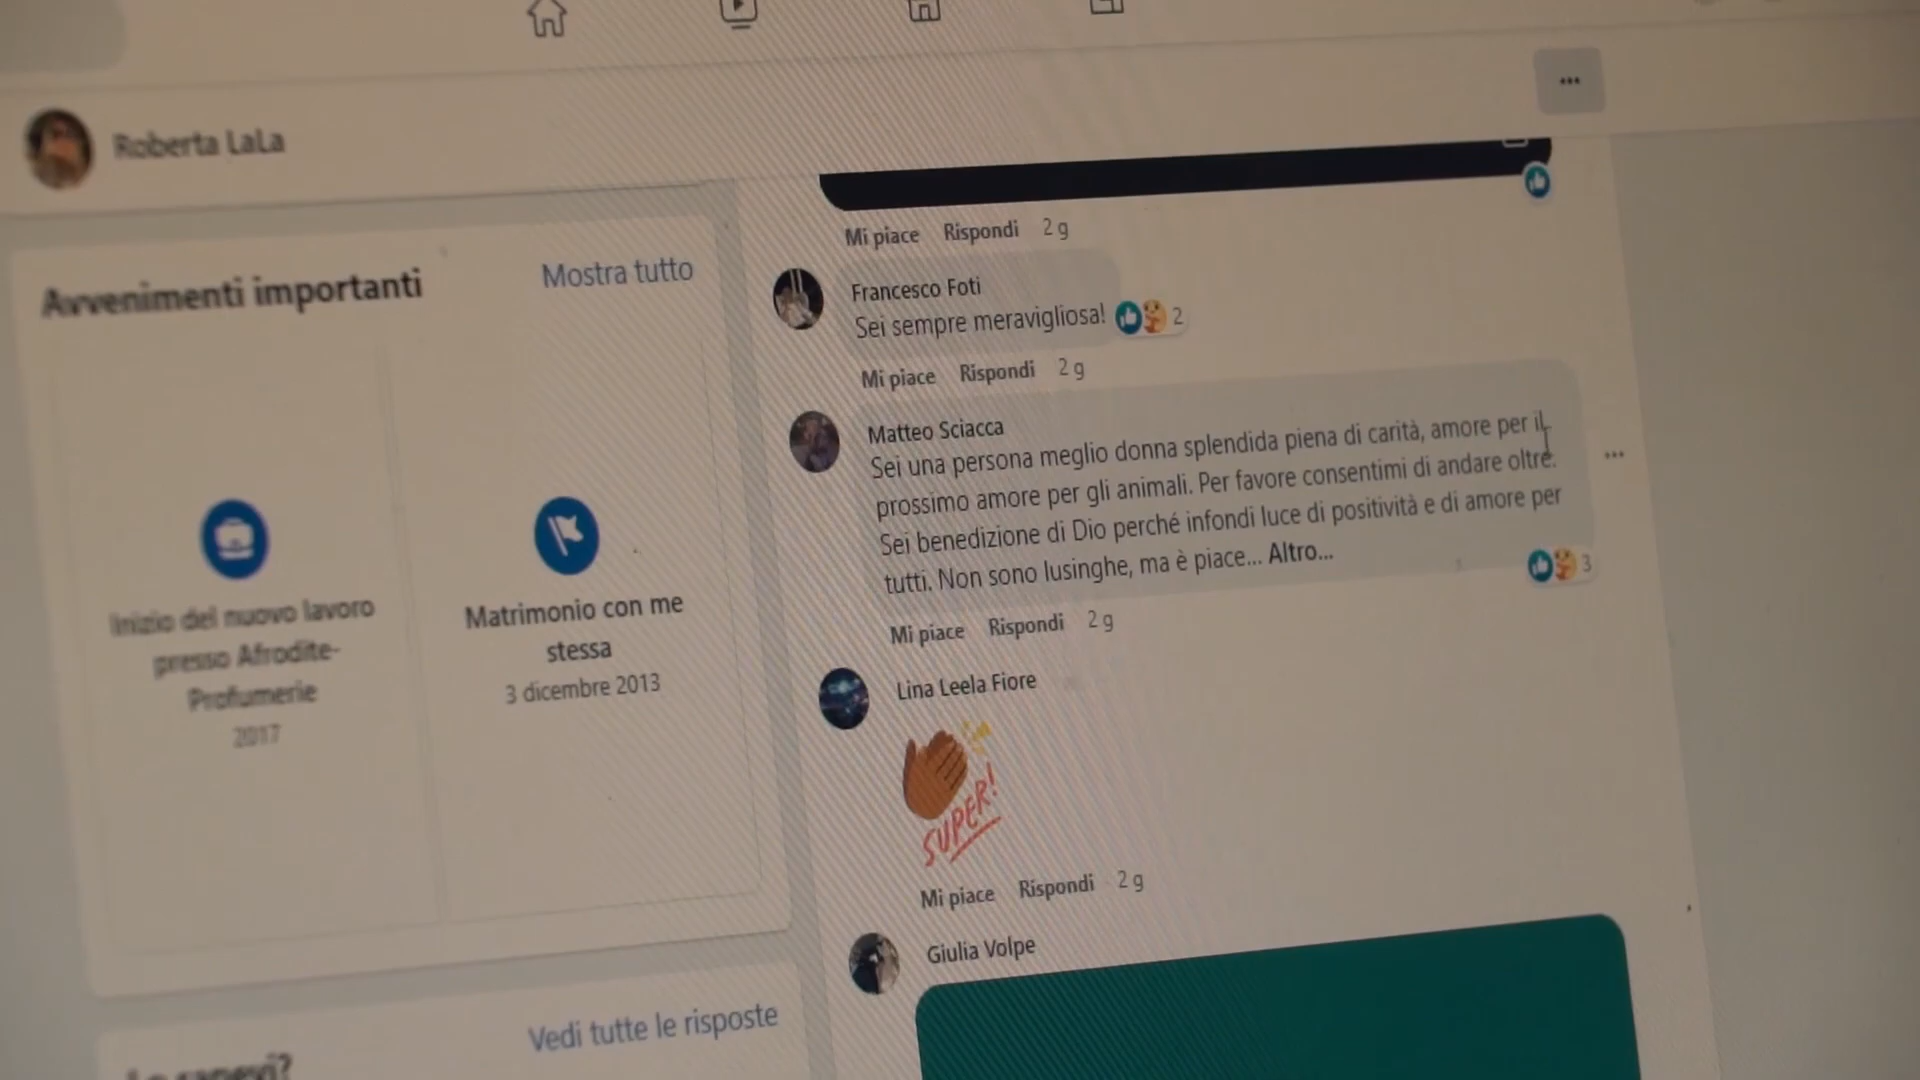 Roberta LaLa
Avvenimenti importanti
Mostra tutto
Inizio del nuovo lavoro
presso Afrodite-
Profumerie
2017
Matrimonio con me
stessa
3 dicembre 2013
Vedi tutte le risposte
Lo sapevi?
Mi piace Rispondi 2 g
Francesco Foti
Sei sempre meravigliosa! 2
Mi piace Rispondi 2 g
Matteo Sciacca
Sei una persona meglio donna splendida piena di carità, amore per il
prossimo amore per gli animali. Per favore consentimi di andare oltre.
Sei benedizione di Dio perché infondi luce di positività e di amore per
tutti. Non sono lusinghe, ma è piace... Altro...
3
Mi piace Rispondi 2 g
Lina Leela Fiore
SUPER!
Mi piace Rispondi 2 g
Giulia Volpe